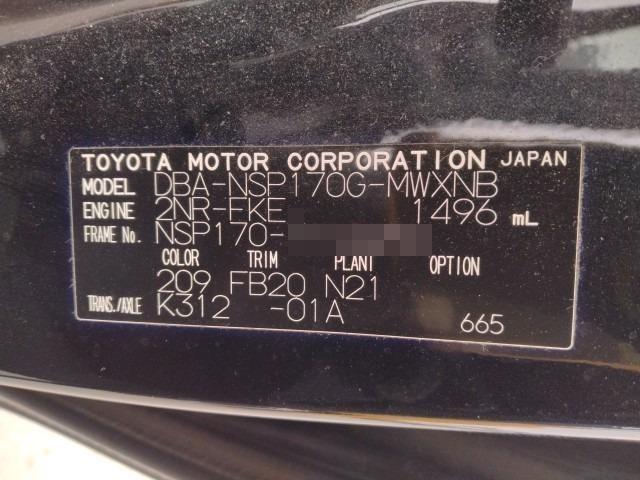 TOYOTA MOTOR CORPORATION JAPAN
MODEL DBA-NSP170G-MWXNB
ENGINE 2NR-FKE 1496 mL
FRAME No. NSP170-
COLOR TRIM PLANT OPTION
209 FB20 N21
TRANS./AXLE K312 -01A
665